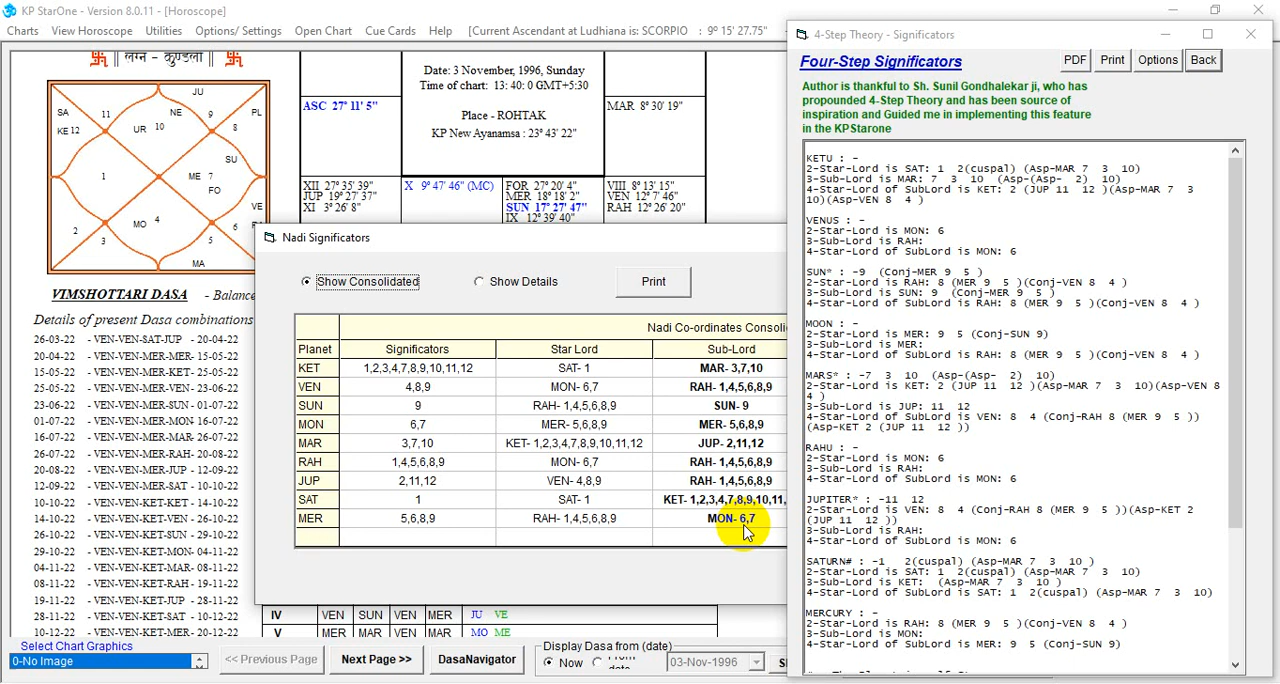 KP StarOne - Version 8.0.11 - [Horoscope]
Charts View Horoscope Utilities Options/ Settings Open Chart Cue Cards Help [Current Ascendant at Ludhiana is: SCORPIO : 9° 15' 27.75"
|| लग्न - कुण्डली ||
JU
SA 11 NE 9 PL
KE 12 UR 10 8
SU
1 ME 7
FO
VE
MO 4
2 6
3 5
MA
ASC 27° 11' 5"
Date: 3 November, 1996, Sunday
Time of chart: 13: 40: 0 GMT+5:30
Place - ROHTAK
KP New Ayanamsa : 23° 43' 22"
MAR 8° 30' 19"
XII 27° 35' 39"
JUP 19° 27' 37"
XI 3° 26' 8"
X 9° 47' 46" (MC)
FOR 27° 20' 4"
MER 18° 18' 2"
SUN 17° 27' 47"
IX 12° 39' 40"
VIII 8° 13' 15"
VEN 12° 7' 46"
RAH 12° 26' 20"
VIMSHOTTARI DASA - Balance
Details of present Dasa combinations
26-03-22 - VEN-VEN-SAT-JUP - 20-04-22
20-04-22 - VEN-VEN-MER-MER- 15-05-22
15-05-22 - VEN-VEN-MER-KET- 25-05-22
25-05-22 - VEN-VEN-MER-VEN - 23-06-22
23-06-22 - VEN-VEN-MER-SUN - 01-07-22
01-07-22 - VEN-VEN-MER-MON- 16-07-22
16-07-22 - VEN-VEN-MER-MAR- 26-07-22
26-07-22 - VEN-VEN-MER-RAH- 20-08-22
20-08-22 - VEN-VEN-MER-JUP - 12-09-22
12-09-22 - VEN-VEN-MER-SAT - 10-10-22
10-10-22 - VEN-VEN-KET-KET - 14-10-22
14-10-22 - VEN-VEN-KET-VEN - 26-10-22
26-10-22 - VEN-VEN-KET-SUN - 29-10-22
29-10-22 - VEN-VEN-KET-MON- 04-11-22
04-11-22 - VEN-VEN-KET-MAR- 08-11-22
08-11-22 - VEN-VEN-KET-RAH - 19-11-22
19-11-22 - VEN-VEN-KET-JUP - 28-11-22
28-11-22 - VEN-VEN-KET-SAT - 10-12-22
10-12-22 - VEN-VEN-KET-MER- 20-12-22
Select Chart Graphics
0-No Image
<< Previous Page
Next Page >>
DasaNavigator
Display Dasa from (date)
Now
03-Nov-1996
IV VEN SUN VEN MER JU VE
V MER MAR VEN MAR MO ME
Nadi Significators
Show Consolidated Show Details Print
Nadi Co-ordinates Consoli
Planet Significators Star Lord Sub-Lord
KET 1,2,3,4,7,8,9,10,11,12 SAT- 1 MAR- 3,7,10
VEN 4,8,9 MON- 6,7 RAH- 1,4,5,6,8,9
SUN 9 RAH- 1,4,5,6,8,9 SUN- 9
MON 6,7 MER- 5,6,8,9 MER- 5,6,8,9
MAR 3,7,10 KET- 1,2,3,4,7,8,9,10,11,12 JUP- 2,11,12
RAH 1,4,5,6,8,9 MON- 6,7 RAH- 1,4,5,6,8,9
JUP 2,11,12 VEN- 4,8,9 RAH- 1,4,5,6,8,9
SAT 1 SAT- 1 KET- 1,2,3,4,7,8,9,10,11,
MER 5,6,8,9 RAH- 1,4,5,6,8,9 MON- 6,7
4-Step Theory - Significators
Four-Step Significators PDF Print Options Back
Author is thankful to Sh. Sunil Gondhalekar ji, who has
propounded 4-Step Theory and has been source of
inspiration and Guided me in implementing this feature
in the KPStarone
KETU : -
2-Star-Lord is SAT: 1 2(cuspal) (Asp-MAR 7 3 10)
3-Sub-Lord is MAR: 7 3 10 (Asp-(Asp- 2) 10)
4-Star-Lord of SubLord is KET: 2 (JUP 11 12 )(Asp-MAR 7 3
10)(Asp-VEN 8 4 )
VENUS : -
2-Star-Lord is MON: 6
3-Sub-Lord is RAH:
4-Star-Lord of SubLord is MON: 6
SUN* : -9 (Conj-MER 9 5 )
2-Star-Lord is RAH: 8 (MER 9 5 )(Conj-VEN 8 4 )
3-Sub-Lord is SUN: 9 (Conj-MER 9 5 )
4-Star-Lord of SubLord is RAH: 8 (MER 9 5 )(Conj-VEN 8 4 )
MOON : -
2-Star-Lord is MER: 9 5 (Conj-SUN 9)
3-Sub-Lord is MER:
4-Star-Lord of SubLord is RAH: 8 (MER 9 5 )(Conj-VEN 8 4 )
MARS* : -7 3 10 (Asp-(Asp- 2) 10)
2-Star-Lord is KET: 2 (JUP 11 12 )(Asp-MAR 7 3 10)(Asp-VEN 8
4 )
3-Sub-Lord is JUP: 11 12
4-Star-Lord of SubLord is VEN: 8 4 (Conj-RAH 8 (MER 9 5 ))
(Asp-KET 2 (JUP 11 12 ))
RAHU : -
2-Star-Lord is MON: 6
3-Sub-Lord is RAH:
4-Star-Lord of SubLord is MON: 6
JUPITER* : -11 12
2-Star-Lord is VEN: 8 4 (Conj-RAH 8 (MER 9 5 ))(Asp-KET 2
(JUP 11 12 ))
3-Sub-Lord is RAH:
4-Star-Lord of SubLord is MON: 6
SATURN# : -1 2(cuspal) (Asp-MAR 7 3 10 )
2-Star-Lord is SAT: 1 2(cuspal) (Asp-MAR 7 3 10)
3-Sub-Lord is KET: (Asp-MAR 7 3 10 )
4-Star-Lord of SubLord is SAT: 1 2(cuspal) (Asp-MAR 7 3 10)
MERCURY : -
2-Star-Lord is RAH: 8 (MER 9 5 )(Conj-VEN 8 4 )
3-Sub-Lord is MON:
4-Star-Lord of SubLord is MER: 9 5 (Conj-SUN 9)